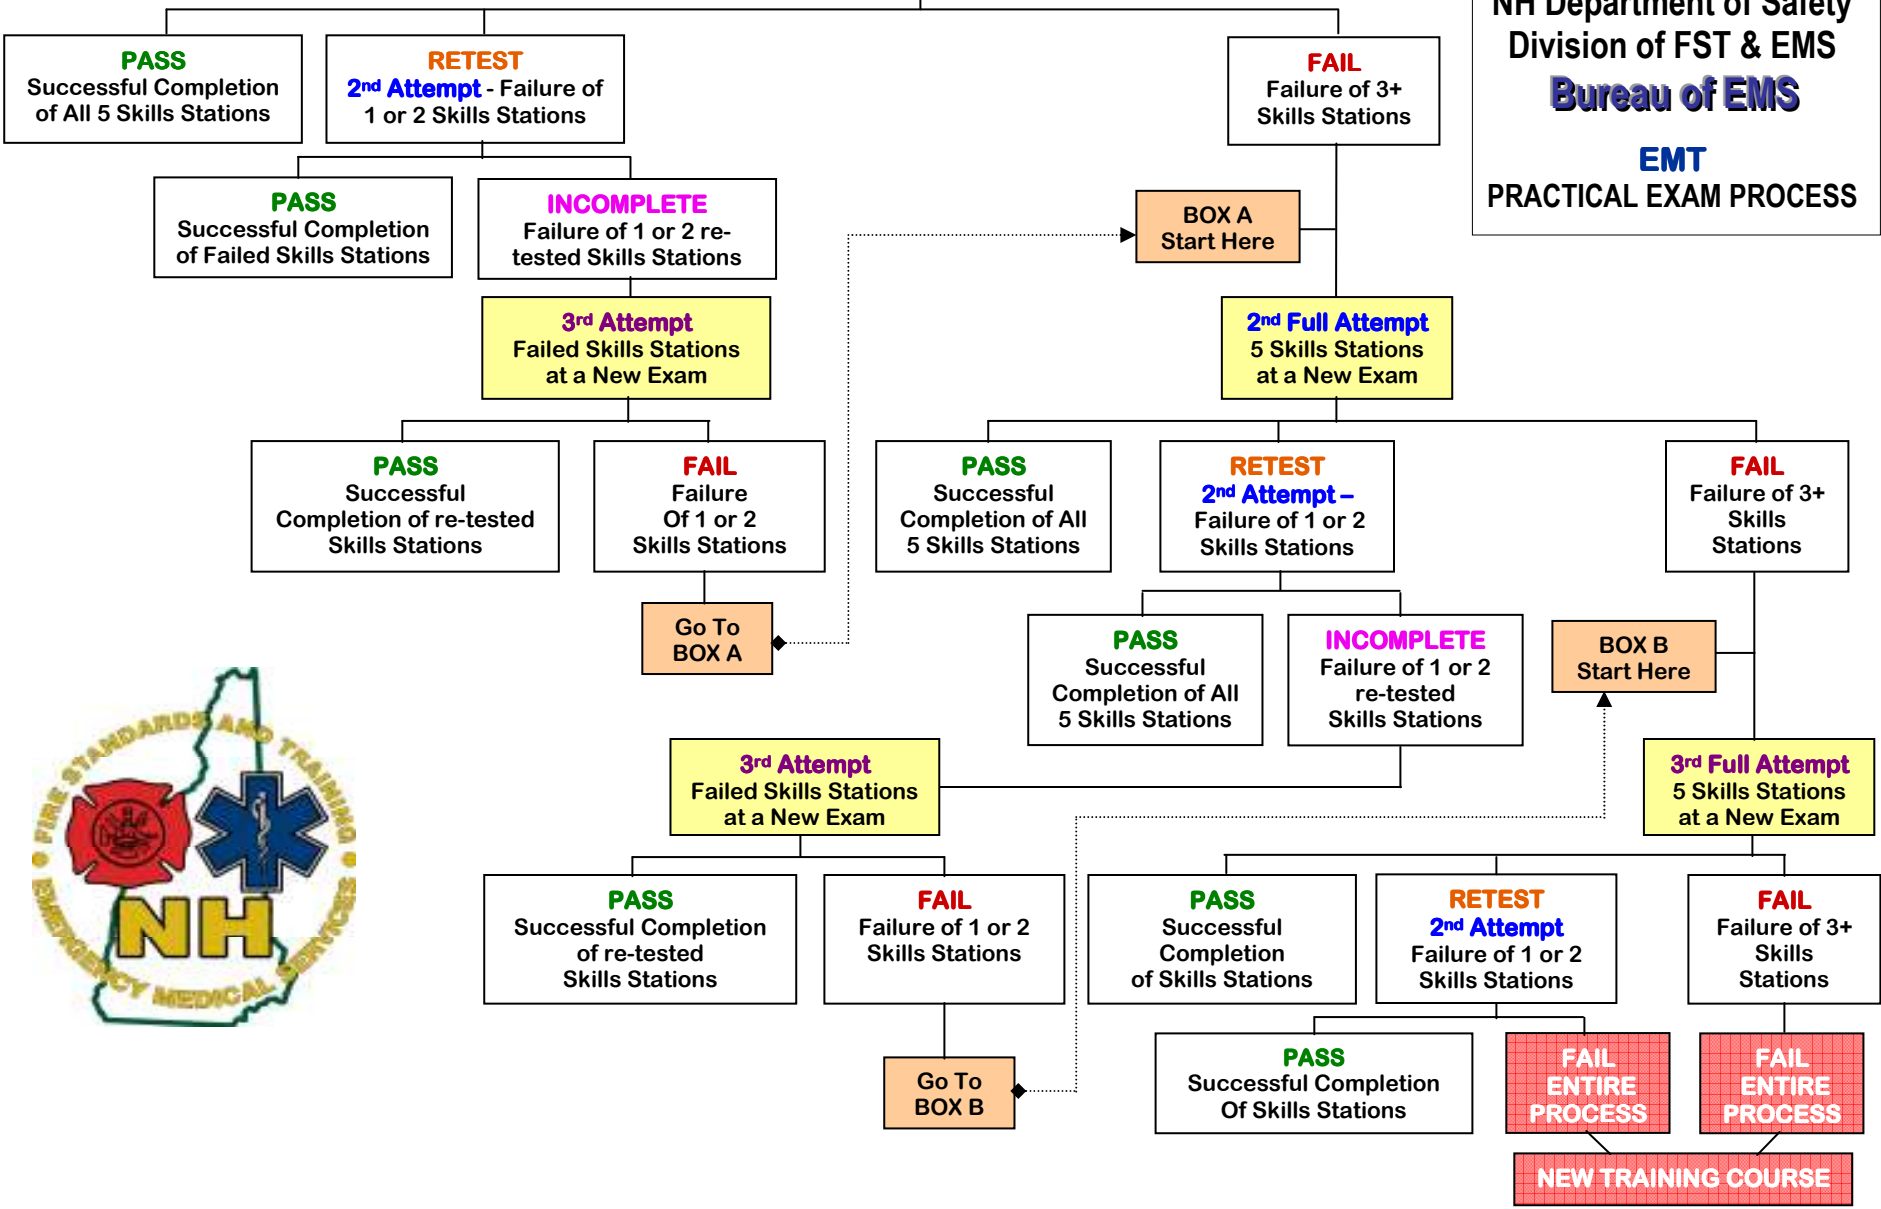 NH Department of Safety
Division of FST & EMS
Bureau of EMS
EMT
PRACTICAL EXAM PROCESS
PASS
Successful Completion
of All 5 Skills Stations
RETEST
2nd Attempt - Failure of
1 or 2 Skills Stations
FAIL
Failure of 3+
Skills Stations
PASS
Successful Completion
of Failed Skills Stations
INCOMPLETE
Failure of 1 or 2 re-
tested Skills Stations
BOX A
Start Here
3rd Attempt
Failed Skills Stations
at a New Exam
2nd Full Attempt
5 Skills Stations
at a New Exam
PASS
Successful
Completion of re-tested
Skills Stations
FAIL
Failure
Of 1 or 2
Skills Stations
PASS
Successful
Completion of All
5 Skills Stations
RETEST
2nd Attempt –
Failure of 1 or 2
Skills Stations
FAIL
Failure of 3+
Skills
Stations
Go To
BOX A
PASS
Successful
Completion of All
5 Skills Stations
INCOMPLETE
Failure of 1 or 2
re-tested
Skills Stations
BOX B
Start Here
3rd Attempt
Failed Skills Stations
at a New Exam
3rd Full Attempt
5 Skills Stations
at a New Exam
PASS
Successful Completion
of re-tested
Skills Stations
FAIL
Failure of 1 or 2
Skills Stations
PASS
Successful
Completion
of Skills Stations
RETEST
2nd Attempt
Failure of 1 or 2
Skills Stations
FAIL
Failure of 3+
Skills
Stations
Go To
BOX B
PASS
Successful Completion
Of Skills Stations
FAIL
ENTIRE
PROCESS
FAIL
ENTIRE
PROCESS
NEW TRAINING COURSE
FIRE STANDARDS AND TRAINING
NH
EMERGENCY MEDICAL SERVICES